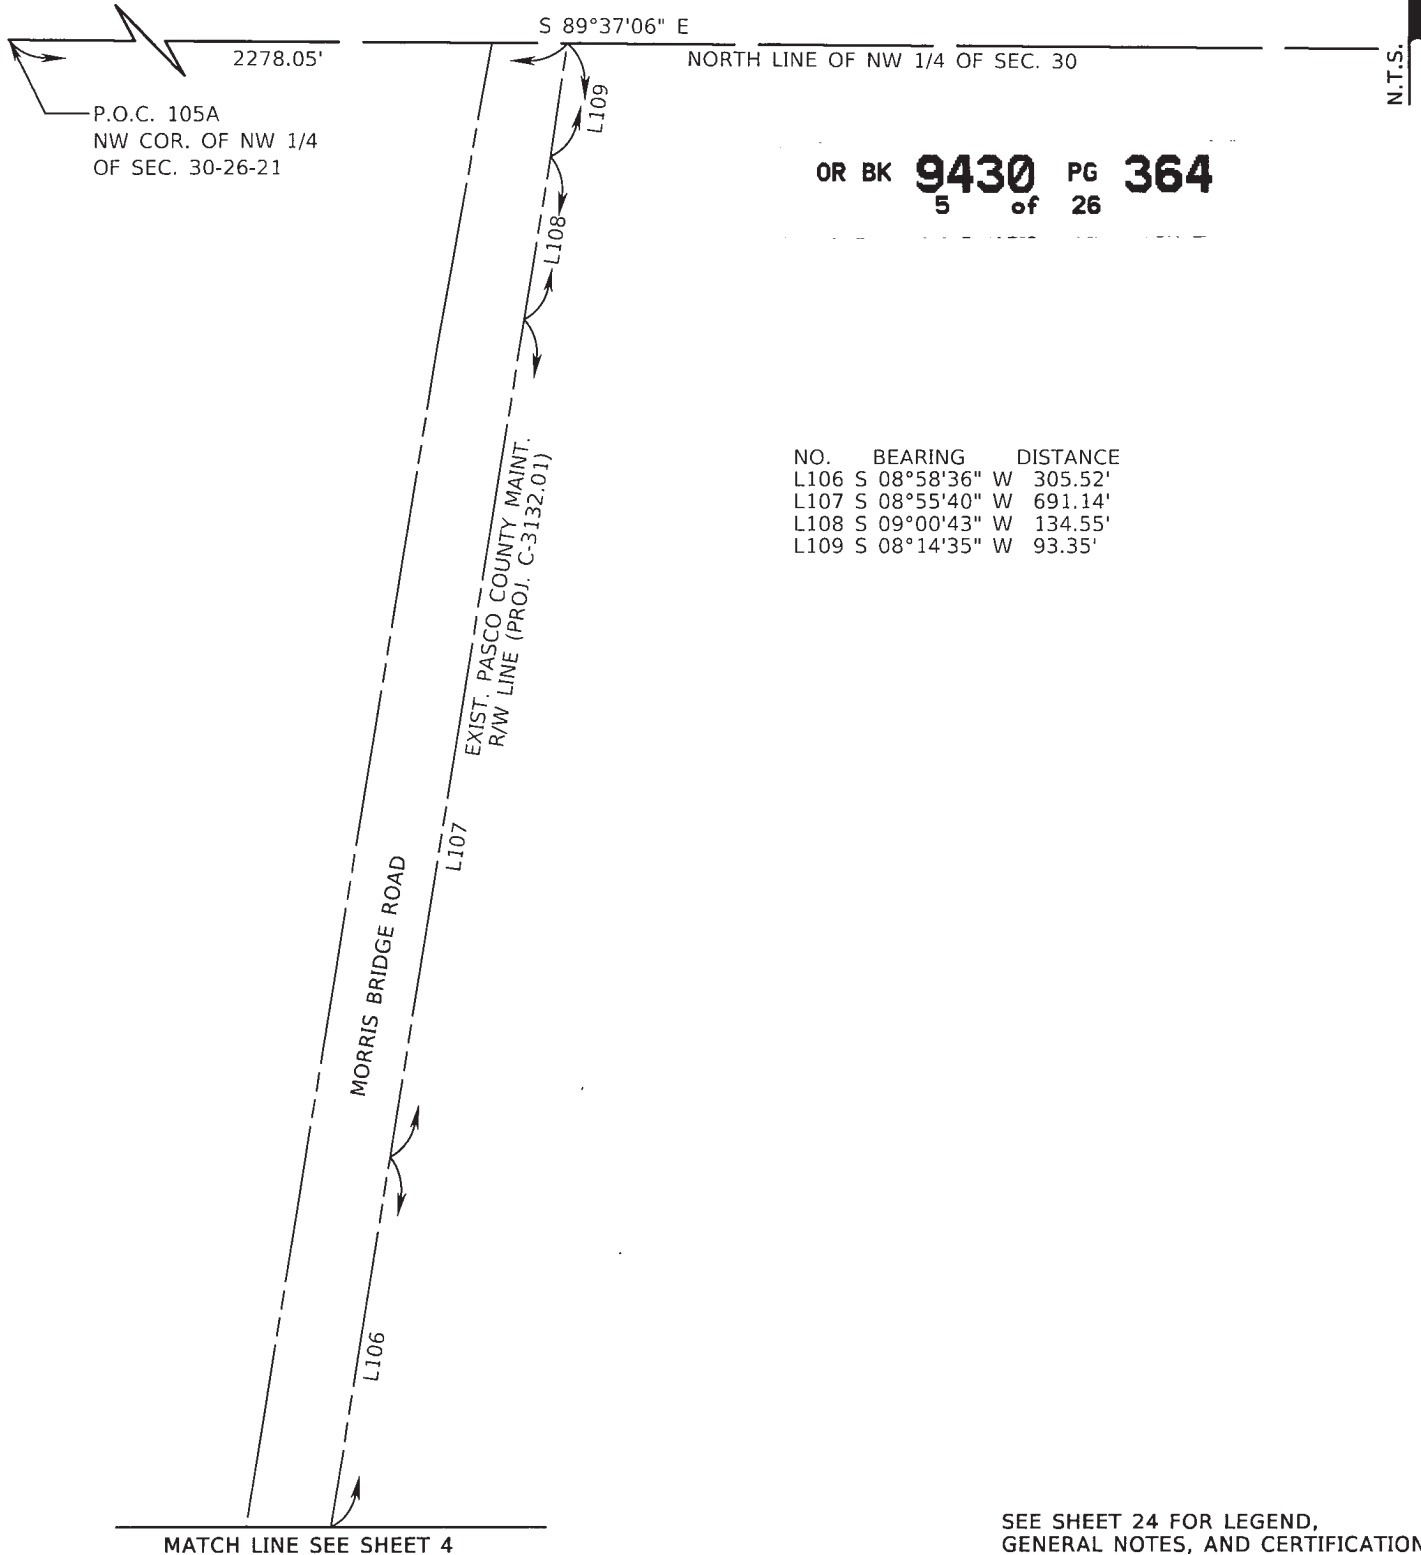 S 89°37'06" E
2278.05'
NORTH LINE OF NW 1/4 OF SEC. 30
N.T.S.
P.O.C. 105A
NW COR. OF NW 1/4
OF SEC. 30-26-21
L109
OR BK 9430 PG 364
5 of 26
L108
NO. BEARING DISTANCE
L106 S 08°58'36" W 305.52'
L107 S 08°55'40" W 691.14'
L108 S 09°00'43" W 134.55'
L109 S 08°14'35" W 93.35'
EXIST. PASCO COUNTY MAINT.
R/W LINE (PROJ. C-3132.01)
L107
MORRIS BRIDGE ROAD
L106
MATCH LINE SEE SHEET 4
SEE SHEET 24 FOR LEGEND,
GENERAL NOTES, AND CERTIFICATION